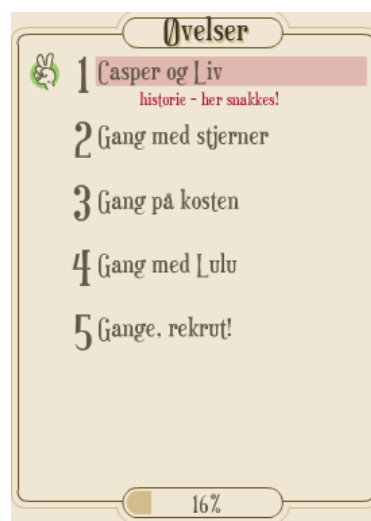 Øvelser
1 Casper og Liv
historie - her snakkes!
2 Gang med stjerner
3 Gang på kosten
4 Gang med Lulu
5 Gange, rekrut!
16%